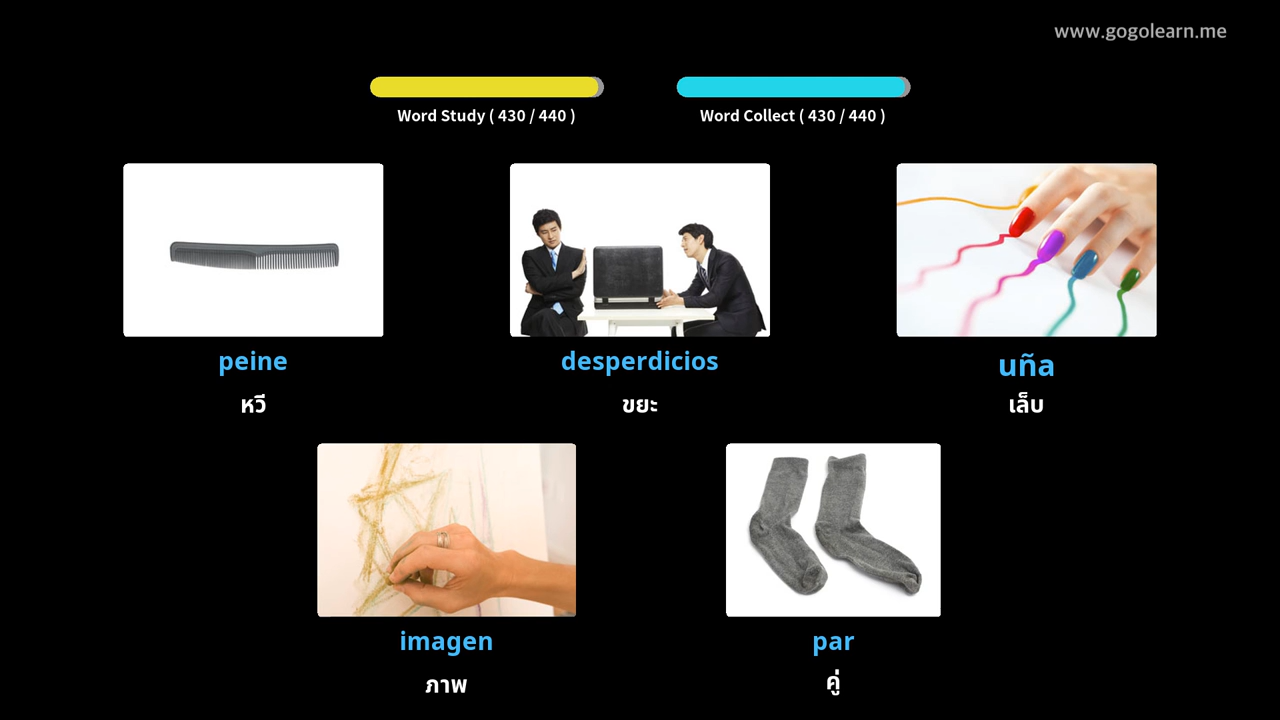 www.gogolearn.me
Word Study ( 430 / 440 )
Word Collect ( 430 / 440 )
peine
desperdicios
uña
หวี
ขยะ
เล็บ
imagen
par
ภาพ
คู่